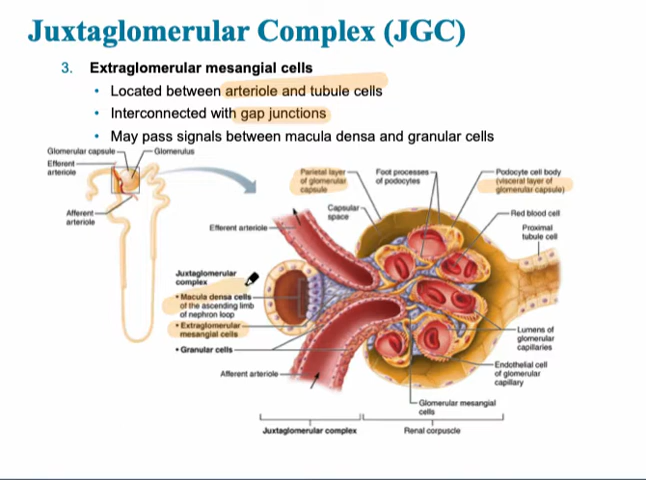 Juxtaglomerular Complex (JGC)
3. Extraglomerular mesangial cells
• Located between arteriole and tubule cells
• Interconnected with gap junctions
• May pass signals between macula densa and granular cells
Glomerular capsule
Glomerulus
Efferent
arteriole
Afferent
arteriole
Parietal layer
of glomerular
capsule
Foot processes
of podocytes
Podocyte cell body
(visceral layer of
glomerular capsule)
Capsular
space
Red blood cell
Efferent arteriole
Proximal
tubule cell
Juxtaglomerular
complex
• Macula densa cells
of the ascending limb
of nephron loop
• Extraglomerular
mesangial cells
• Granular cells
Afferent arteriole
Lumens of
glomerular
capillaries
Endothelial cell
of glomerular
capillary
Glomerular mesangial
cells
Juxtaglomerular complex
Renal corpuscle